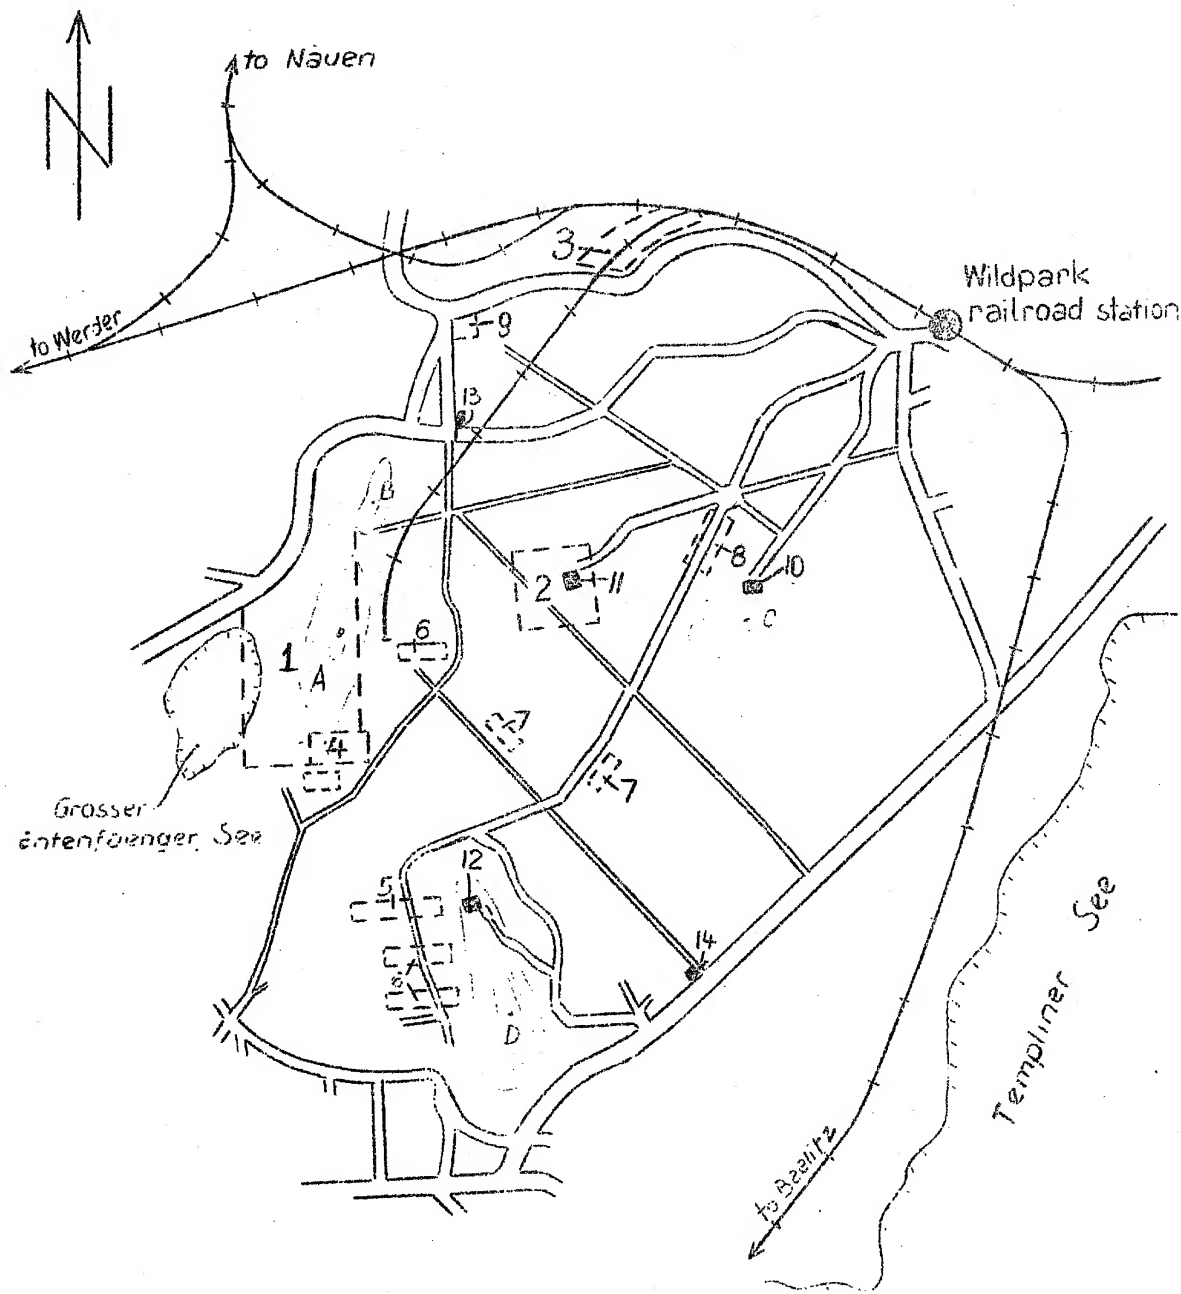 N
to Nauen
3
Wildpark
railroad station
to Werder
9
13
B
8
10
2
11
C
6
1
A
7
4
7
Grosser
Entenfaenger See
12
5
14
See
D
Templiner
to Beelitz